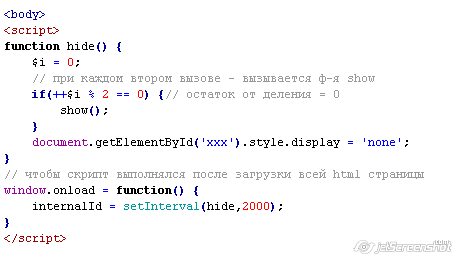 <body>
<script>
function hide() {
$i = 0;
// при каждом втором вызове - вызывается ф-я show
if(++$i % 2 == 0) {// остаток от деления = 0
show();
}
document.getElementById('xxx').style.display = 'none';
}
// чтобы скрипт выполнялся после загрузки всей html страницы
window.onload = function() {
internalId = setInterval(hide,2000);
}
</script>
jetScreenshot